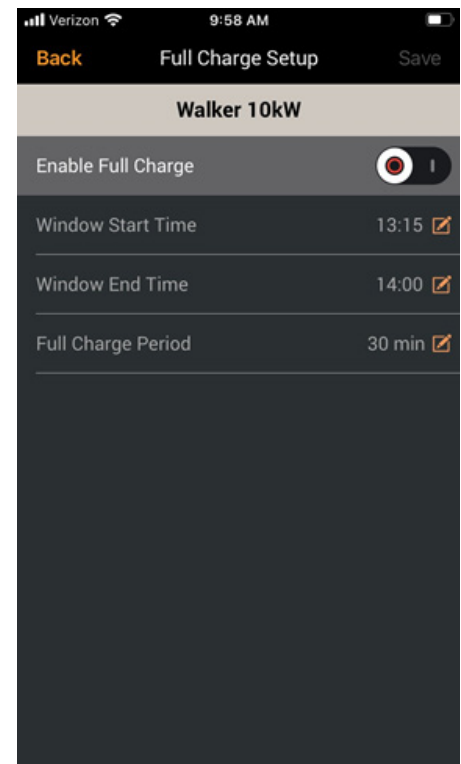 Verizon 9:58 AM
Back Full Charge Setup Save
Walker 10kW
Enable Full Charge
Window Start Time 13:15
Window End Time 14:00
Full Charge Period 30 min